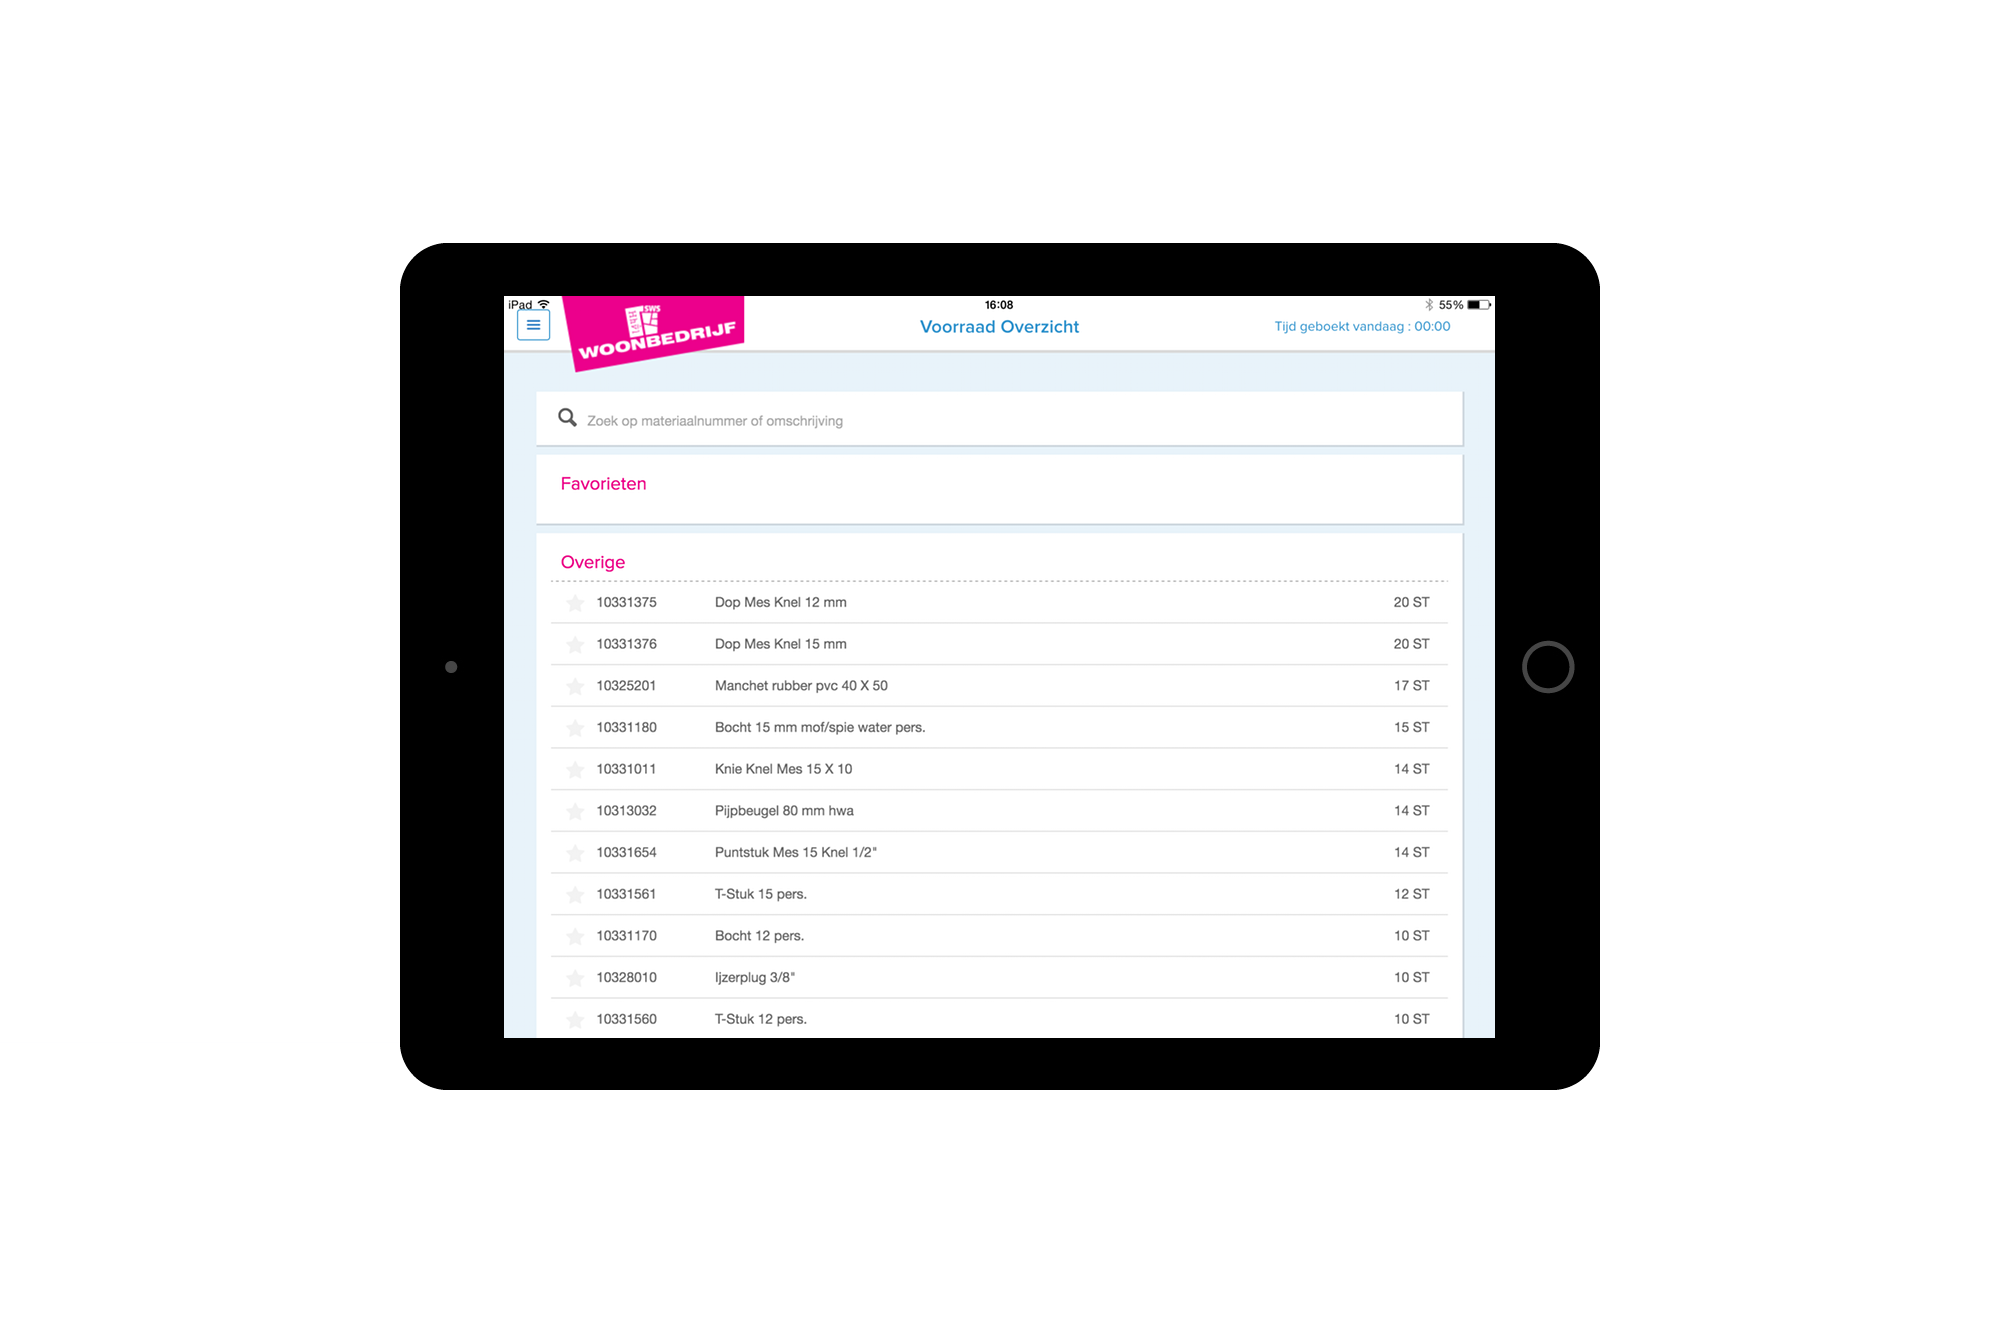 iPad
16:08
55%
SWS
WOONBEDRIJF
Voorraad Overzicht
Tijd geboekt vandaag : 00:00
Zoek op materiaalnummer of omschrijving
Favorieten
Overige
10331375 Dop Mes Knel 12 mm 20 ST
10331376 Dop Mes Knel 15 mm 20 ST
10325201 Manchet rubber pvc 40 X 50 17 ST
10331180 Bocht 15 mm mof/spie water pers. 15 ST
10331011 Knie Knel Mes 15 X 10 14 ST
10313032 Pijpbeugel 80 mm hwa 14 ST
10331654 Puntstuk Mes 15 Knel 1/2" 14 ST
10331561 T-Stuk 15 pers. 12 ST
10331170 Bocht 12 pers. 10 ST
10328010 Ijzerplug 3/8" 10 ST
10331560 T-Stuk 12 pers. 10 ST